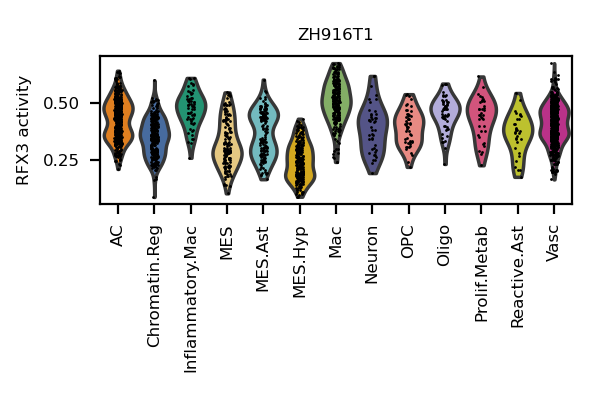 ZH916T1
RFX3 activity
0.50
0.25
AC
Chromatin.Reg
Inflammatory.Mac
MES
MES.Ast
MES.Hyp
Mac
Neuron
OPC
Oligo
Prolif.Metab
Reactive.Ast
Vasc